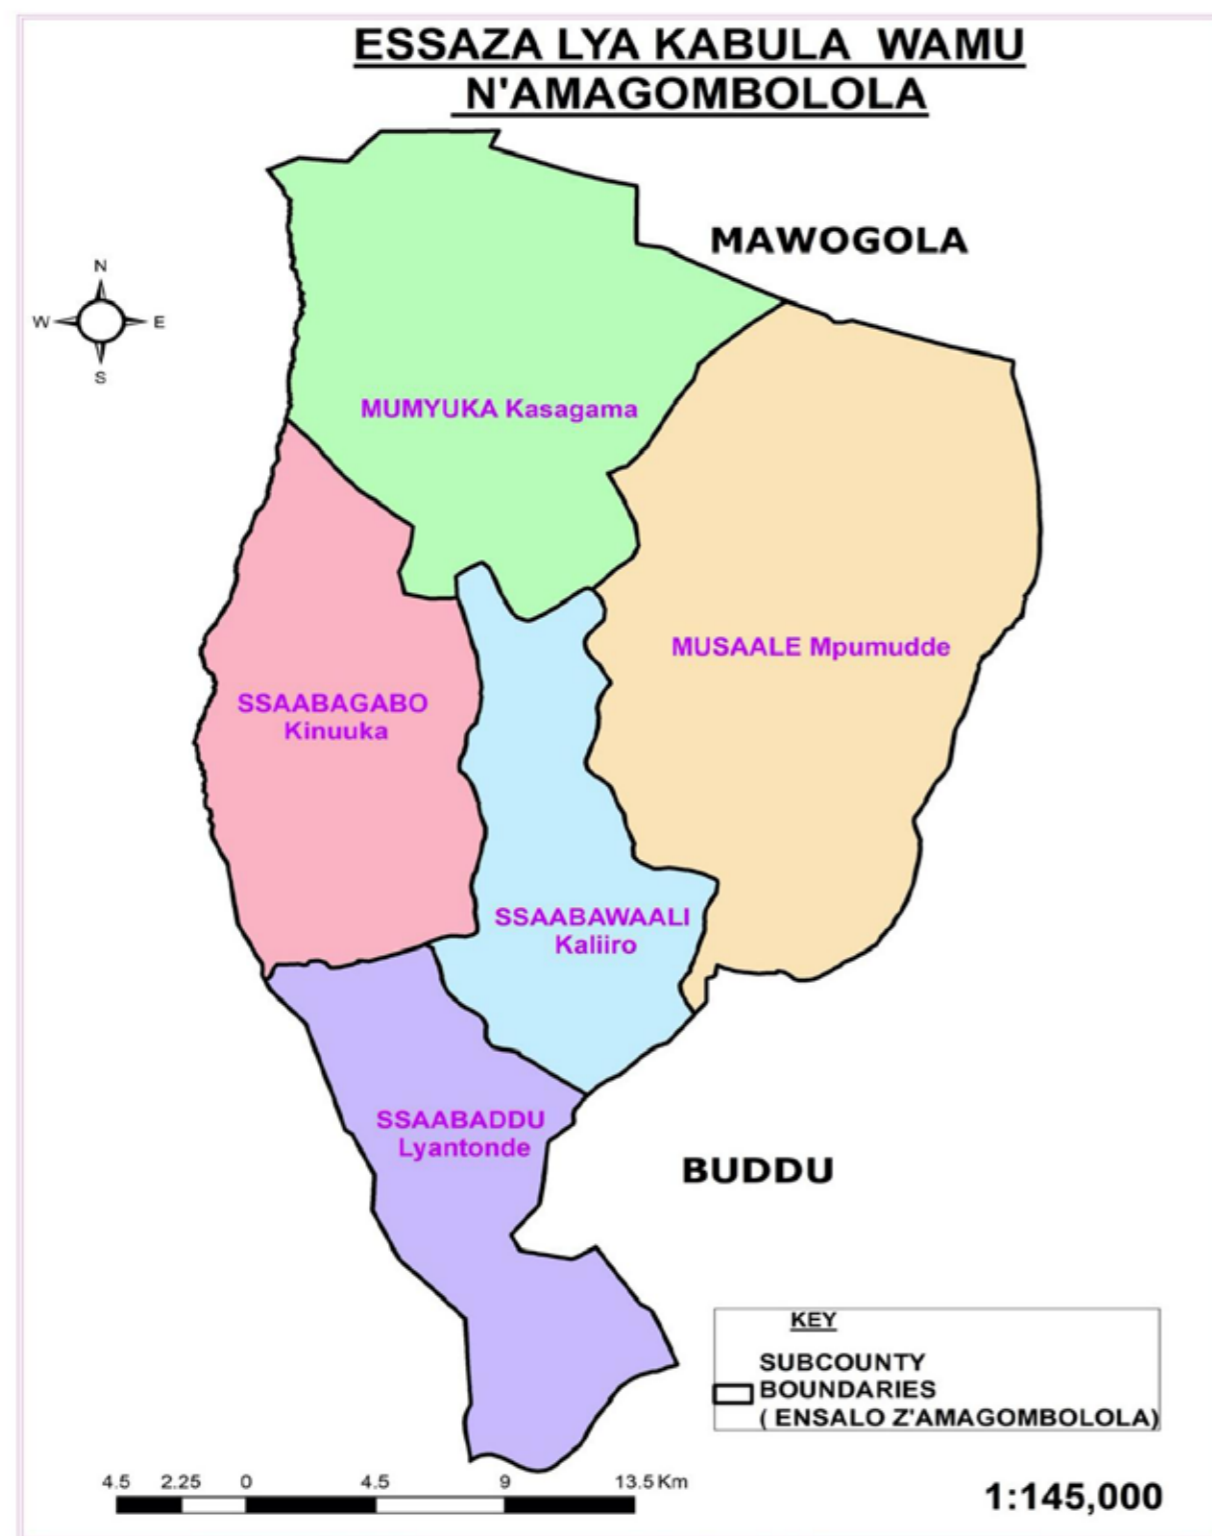 ESSAZA LYA KABULA WAMU
N'AMAGOMBOLOLA
MAWOGOLA
N
W E
S
MUMYUKA Kasagama
MUSAALE Mpumudde
SSAABAGABO
Kinuuka
SSAABAWAALI
Kaliiro
SSAABADDU
Lyantonde
BUDDU
KEY
SUBCOUNTY
BOUNDARIES
( ENSALO Z'AMAGOMBOLOLA)
4.5 2.25 0 4.5 9 13.5 Km
1:145,000